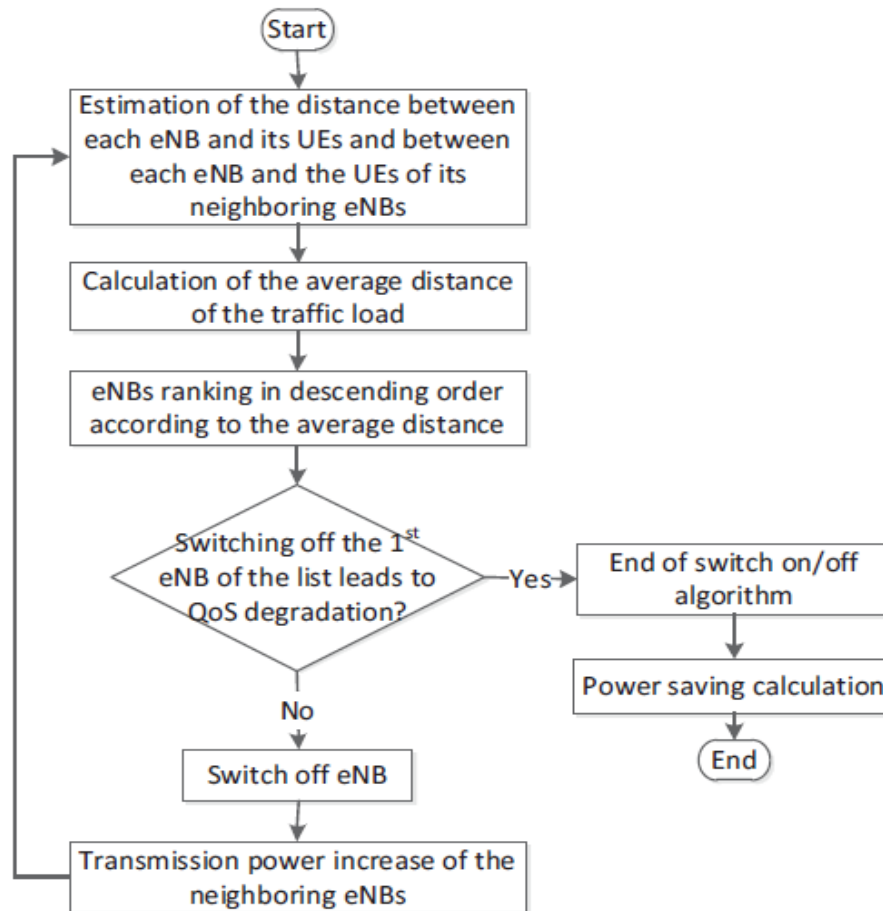 Start
Estimation of the distance between
each eNB and its UEs and between
each eNB and the UEs of its
neighboring eNBs
Calculation of the average distance
of the traffic load
eNBs ranking in descending order
according to the average distance
Switching off the 1st
eNB of the list leads to
QoS degradation?
Yes
End of switch on/off
algorithm
Power saving calculation
End
No
Switch off eNB
Transmission power increase of the
neighboring eNBs